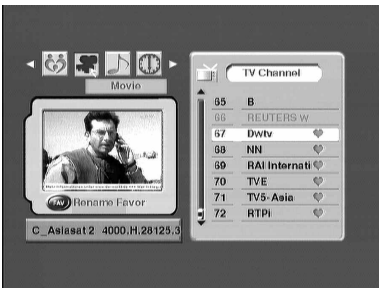 Movie
TV Channel
65 B
66 REUTERS W
67 Dwtv
68 NN
69 RAI Internati
70 TVE
71 TV5-Asia
72 RTPi
FAV Rename Favor
C_Asiasat 2 4000,H,28125,3